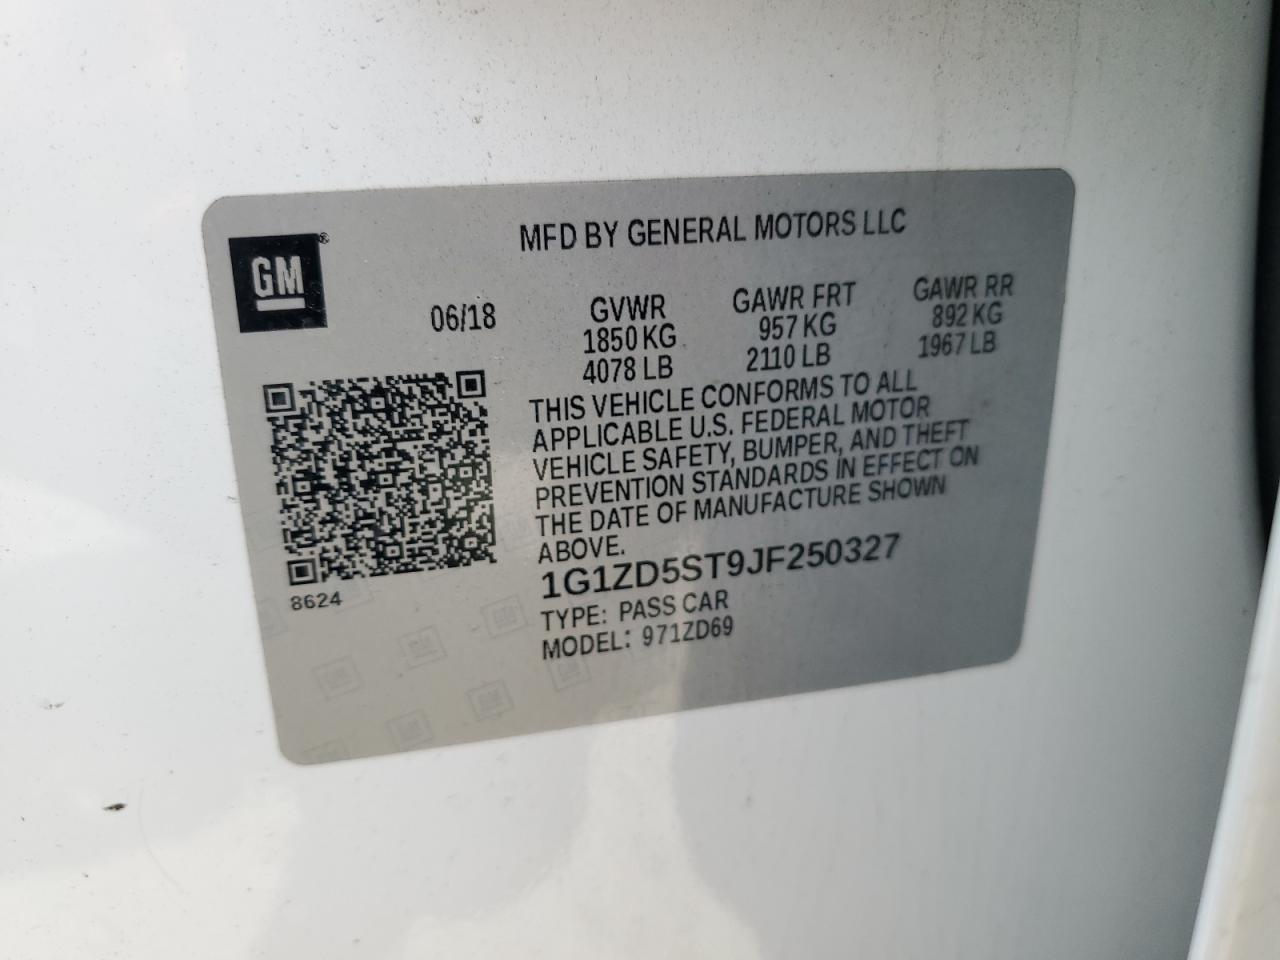 MFD BY GENERAL MOTORS LLC
GM®
06/18
GVWR GAWR FRT GAWR RR
1850 KG 957 KG 892 KG
4078 LB 2110 LB 1967 LB
THIS VEHICLE CONFORMS TO ALL
APPLICABLE U.S. FEDERAL MOTOR
VEHICLE SAFETY, BUMPER, AND THEFT
PREVENTION STANDARDS IN EFFECT ON
THE DATE OF MANUFACTURE SHOWN
ABOVE.
1G1ZD5ST9JF250327
TYPE: PASS CAR
MODEL: 971ZD69
8624